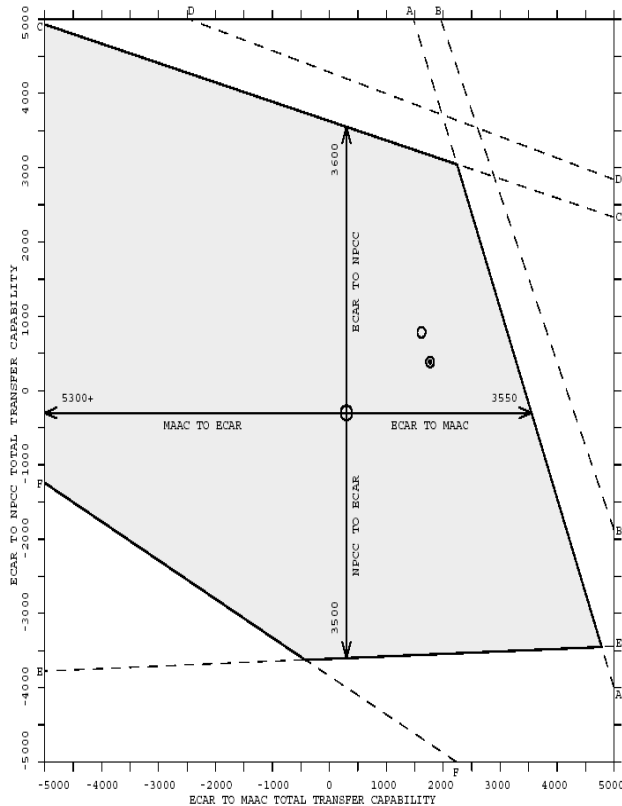 D
A
B
5000
C
4000
3000
2000
1000
0
-1000
-2000
-3000
-4000
-5000
ECAR TO NPCC TOTAL TRANSFER CAPABILITY
3600
ECAR TO NPCC
D
C
5300+
3550
MAAC TO ECAR
ECAR TO MAAC
F
NPCC TO ECAR
3500
B
E
E
A
F
-5000 -4000 -3000 -2000 -1000 0 1000 2000 3000 4000 5000
ECAR TO MAAC TOTAL TRANSFER CAPABILITY